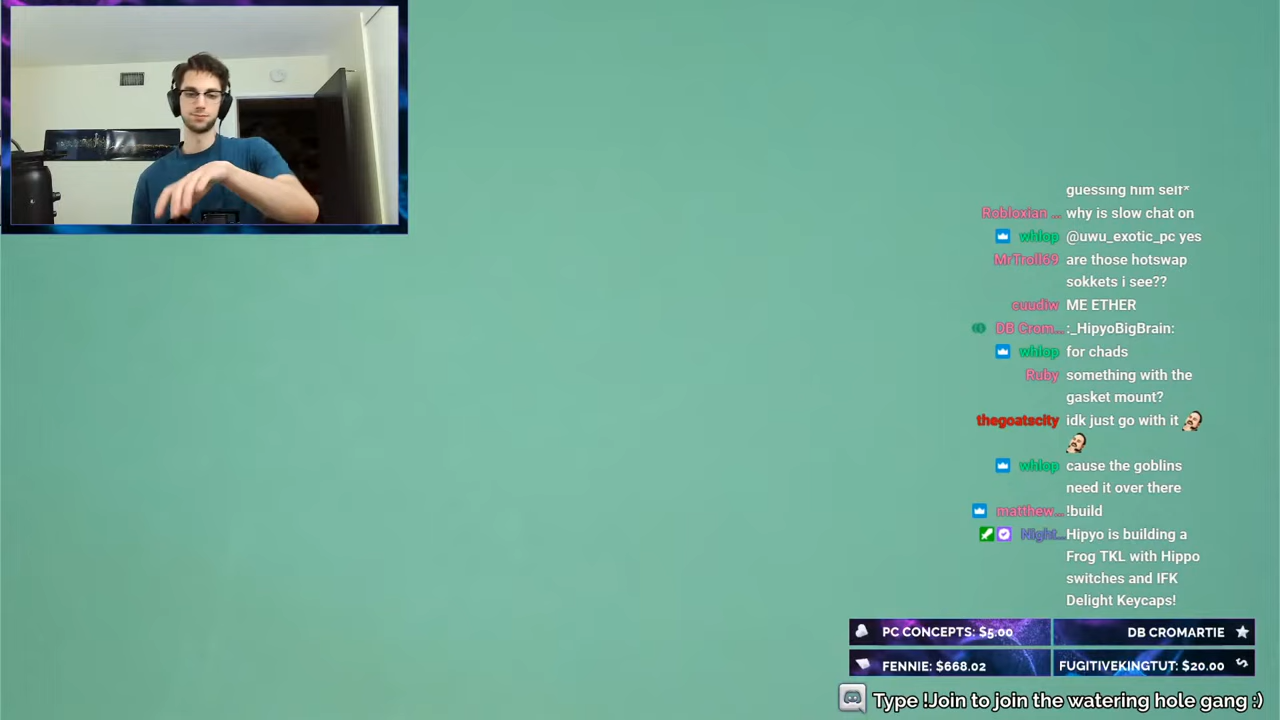 guessing him self*
Robloxian ... why is slow chat on
whlop @uwu_exotic_pc yes
MrTroll69 are those hotswap
sokkets i see??
cuudiw ME ETHER
DB Crom... :_HipyoBigBrain:
whlop for chads
Ruby something with the
gasket mount?
thegoatscity idk just go with it
whlop cause the goblins
need it over there
matthew... !build
Night... Hipyo is building a
Frog TKL with Hippo
switches and IFK
Delight Keycaps!
PC CONCEPTS: $5.00 DB CROMARTIE
FENNIE: $668.02 FUGITIVEKINGTUT: $20.00
Type !Join to join the watering hole gang :)